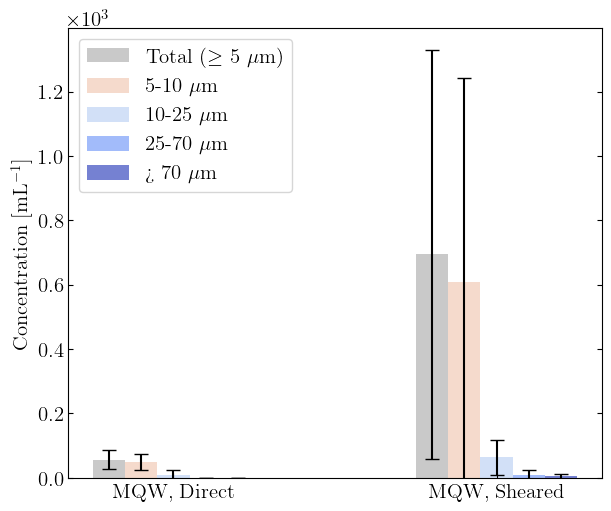 ×10³
Total (≥ 5 μm)
5-10 μm
10-25 μm
25-70 μm
> 70 μm
Concentration [mL⁻¹]
1.2
1.0
0.8
0.6
0.4
0.2
0.0
MQW, Direct
MQW, Sheared